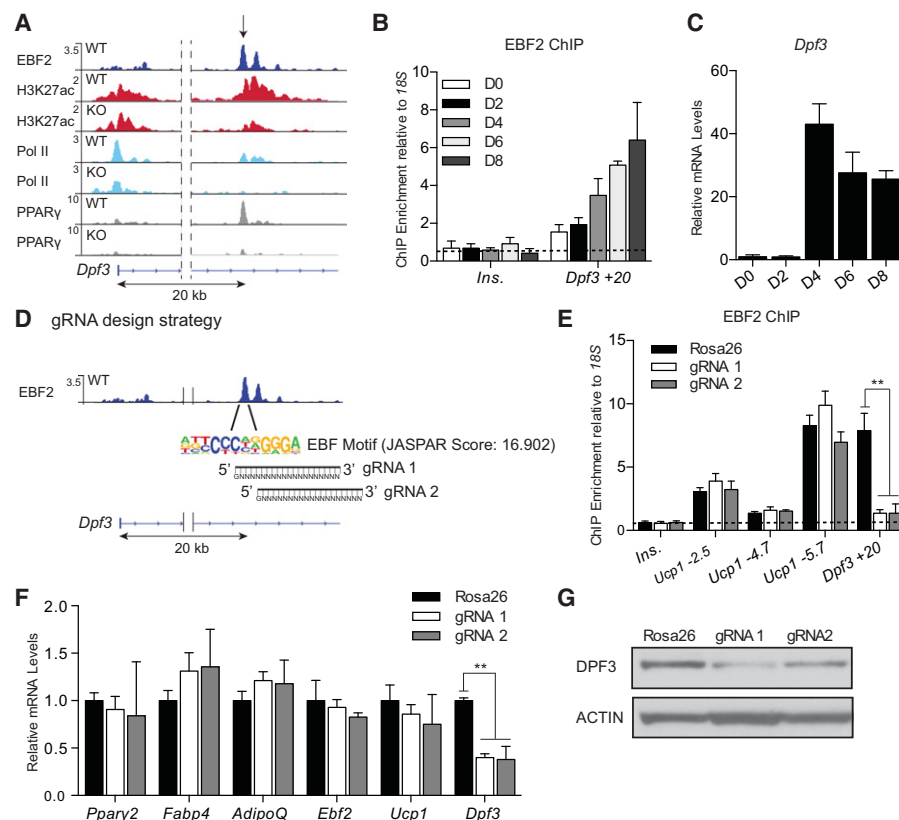 A
EBF2 3.5 WT
H3K27ac 2 WT
H3K27ac 2 KO
Pol II 3 WT
Pol II 3 KO
PPARγ 10 WT
PPARγ 10 KO
Dpf3
20 kb
B
EBF2 ChIP
ChIP Enrichment relative to 18S
10
8
6
4
2
0
D0
D2
D4
D6
D8
Ins. Dpf3 +20
C
Dpf3
Relative mRNA Levels
60
40
20
0
D0 D2 D4 D6 D8
D gRNA design strategy
EBF2 3.5 WT
EBF Motif (JASPAR Score: 16.902)
5’ GNNNNNNNNNNNNNNNNNNN 3’ gRNA 1
5’ GNNNNNNNNNNNNNNNNNNN 3’ gRNA 2
Dpf3
20 kb
E
EBF2 ChIP
ChIP Enrichment relative to 18S
15
10
5
0
Rosa26
gRNA 1
gRNA 2
**
Ins. Ucp1 -2.5 Ucp1 -4.7 Ucp1 -5.7 Dpf3 +20
F
Relative mRNA Levels
2.0
1.5
1.0
0.5
0.0
Rosa26
gRNA 1
gRNA 2
**
Pparγ2 Fabp4 AdipoQ Ebf2 Ucp1 Dpf3
G
Rosa26 gRNA 1 gRNA2
DPF3
ACTIN